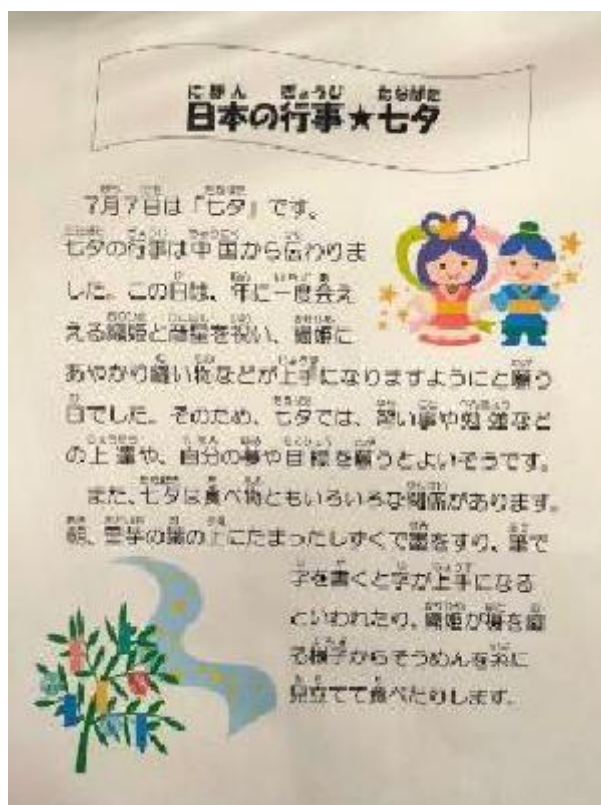 日本の行事★七夕
7月7日は「七夕」です。
七夕の行事は中国から伝わりま
した。この日は、年に一度会え
える織姫と彦星を祝い、織姫に
あやかり縫い物などが上手になりますようにと願う
日でした。そのため、七夕では、習い事や勉強など
の上達や、自分の夢や目標を願うとよいそうです。
また、七夕は食べ物ともいろいろな関係があります。
朝、里芋の葉の上にたまったしずくで墨をすり、筆で
字を書くと字が上手になる
といわれたり、織姫が機を織
る様子からそうめんを糸に
見立てて食べたりします。